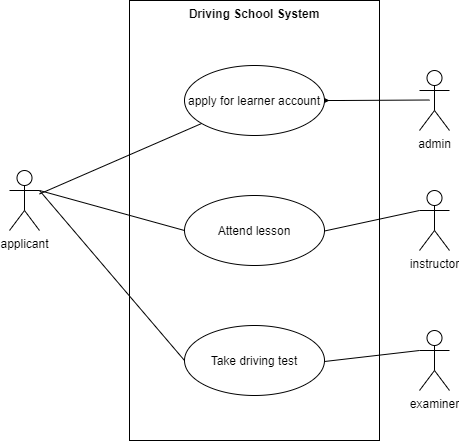 Driving School System
apply for learner account
admin
applicant
Attend lesson
instructor
Take driving test
examiner